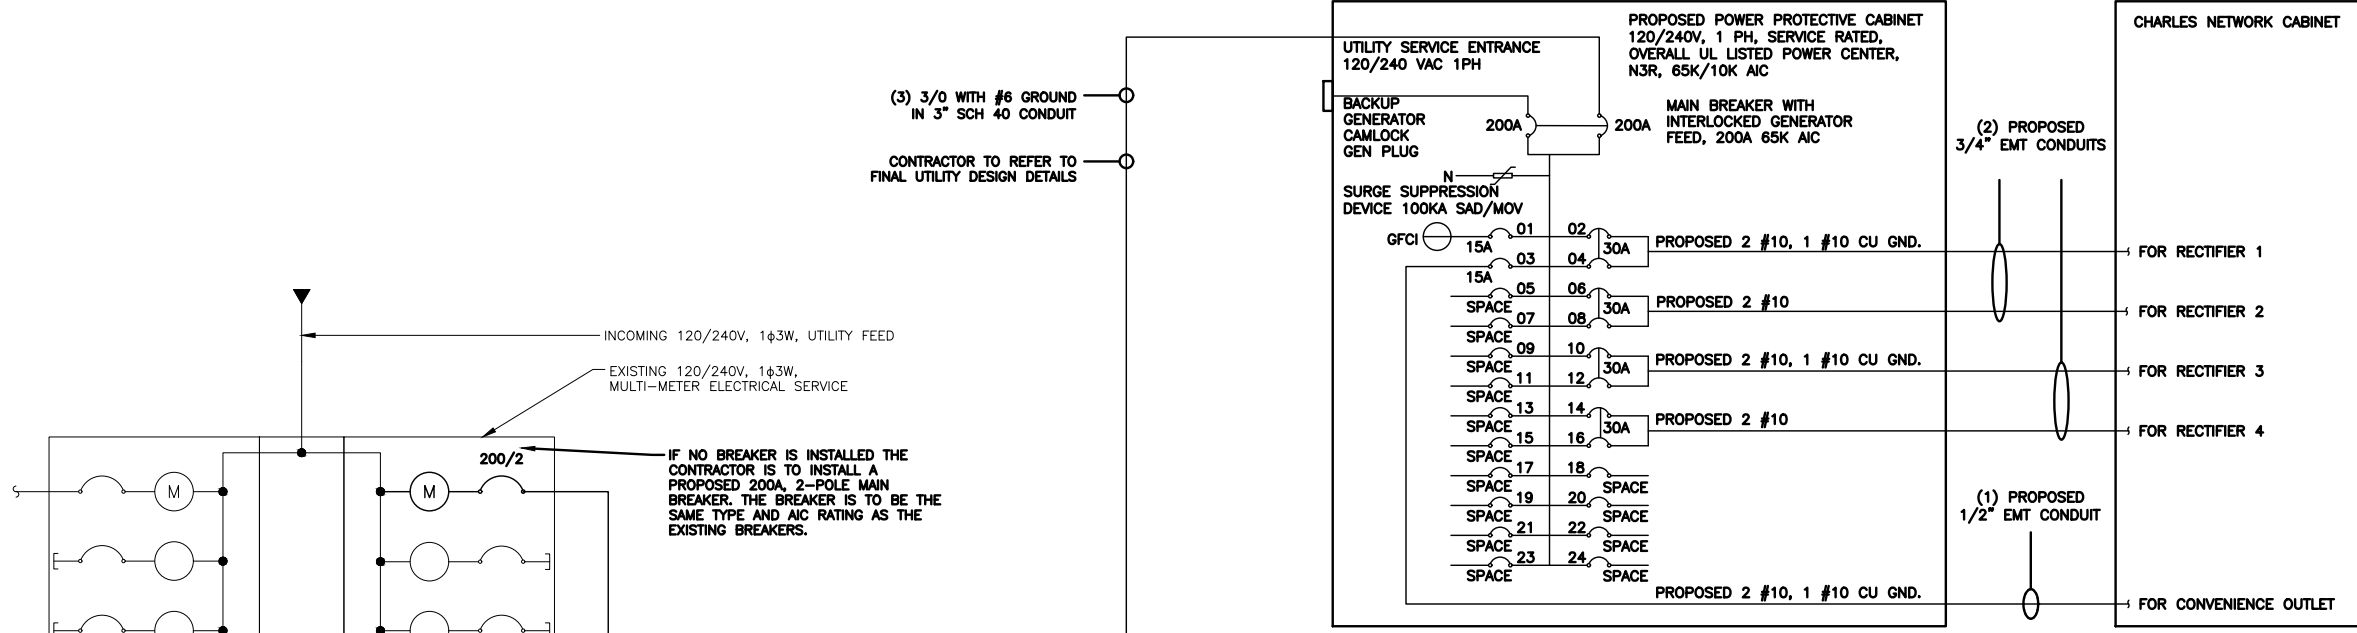 (3) 3/0 WITH #6 GROUND
IN 3" SCH 40 CONDUIT
CONTRACTOR TO REFER TO
FINAL UTILITY DESIGN DETAILS
INCOMING 120/240V, 1ϕ3W, UTILITY FEED
EXISTING 120/240V, 1ϕ3W,
MULTI-METER ELECTRICAL SERVICE
200/2
IF NO BREAKER IS INSTALLED THE
CONTRACTOR IS TO INSTALL A
PROPOSED 200A, 2-POLE MAIN
BREAKER. THE BREAKER IS TO BE THE
SAME TYPE AND AIC RATING AS THE
EXISTING BREAKERS.
M
M
UTILITY SERVICE ENTRANCE
120/240 VAC 1PH
PROPOSED POWER PROTECTIVE CABINET
120/240V, 1 PH, SERVICE RATED,
OVERALL UL LISTED POWER CENTER,
N3R, 65K/10K AIC
BACKUP
GENERATOR
CAMLOCK
GEN PLUG
200A
200A
MAIN BREAKER WITH
INTERLOCKED GENERATOR
FEED, 200A 65K AIC
N
SURGE SUPPRESSION
DEVICE 100KA SAD/MOV
GFCI
15A
01
02
30A
PROPOSED 2 #10, 1 #10 CU GND.
15A
03
04
SPACE
05
06
30A
PROPOSED 2 #10
SPACE
07
08
SPACE
09
10
30A
PROPOSED 2 #10, 1 #10 CU GND.
SPACE
11
12
SPACE
13
14
30A
PROPOSED 2 #10
SPACE
15
16
SPACE
17
18
SPACE
SPACE
19
20
SPACE
SPACE
21
22
SPACE
SPACE
23
24
SPACE
PROPOSED 2 #10, 1 #10 CU GND.
(2) PROPOSED
3/4" EMT CONDUITS
(1) PROPOSED
1/2" EMT CONDUIT
CHARLES NETWORK CABINET
FOR RECTIFIER 1
FOR RECTIFIER 2
FOR RECTIFIER 3
FOR RECTIFIER 4
FOR CONVENIENCE OUTLET